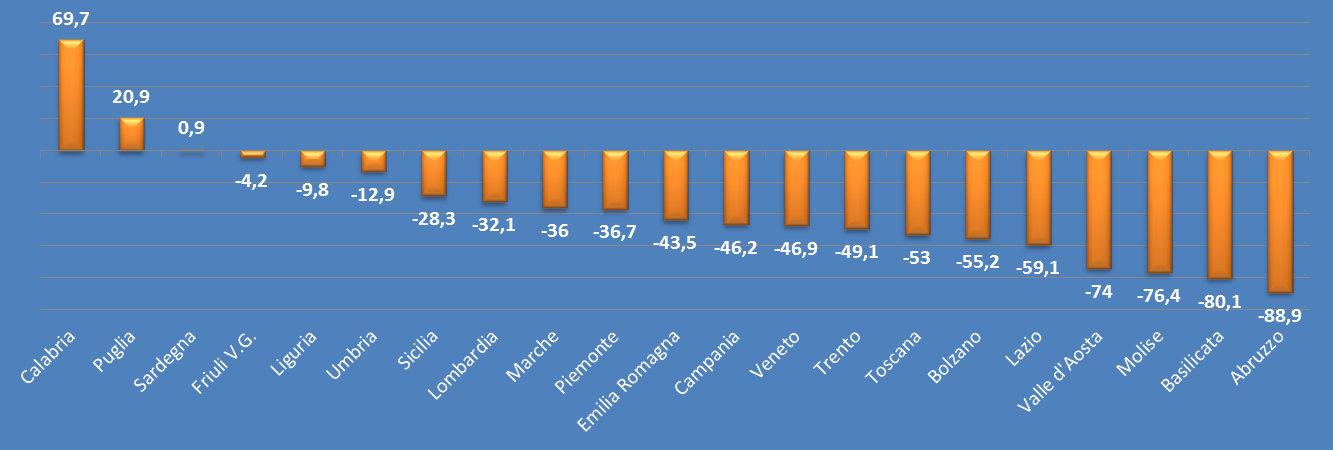 69,7
20,9
0,9
-4,2
-9,8
-12,9
-28,3
-32,1
-36
-36,7
-43,5
-46,2
-46,9
-49,1
-53
-55,2
-59,1
-74
-76,4
-80,1
-88,9
Calabria
Puglia
Sardegna
Friuli V.G.
Liguria
Umbria
Sicilia
Lombardia
Marche
Piemonte
Emilia Romagna
Campania
Veneto
Trento
Toscana
Bolzano
Lazio
Valle d'Aosta
Molise
Basilicata
Abruzzo